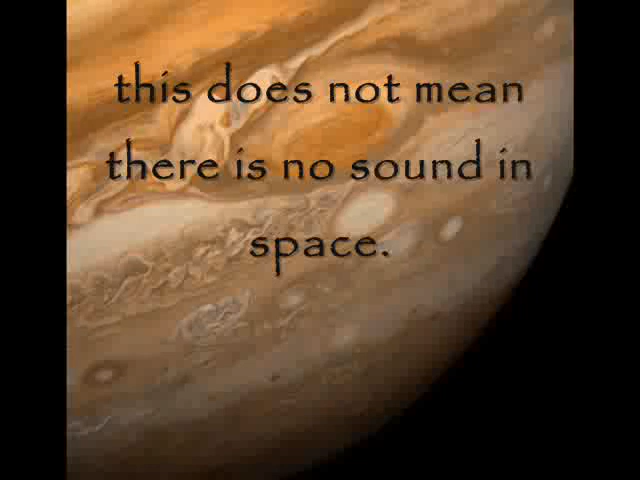 this does not mean
there is no sound in
space.